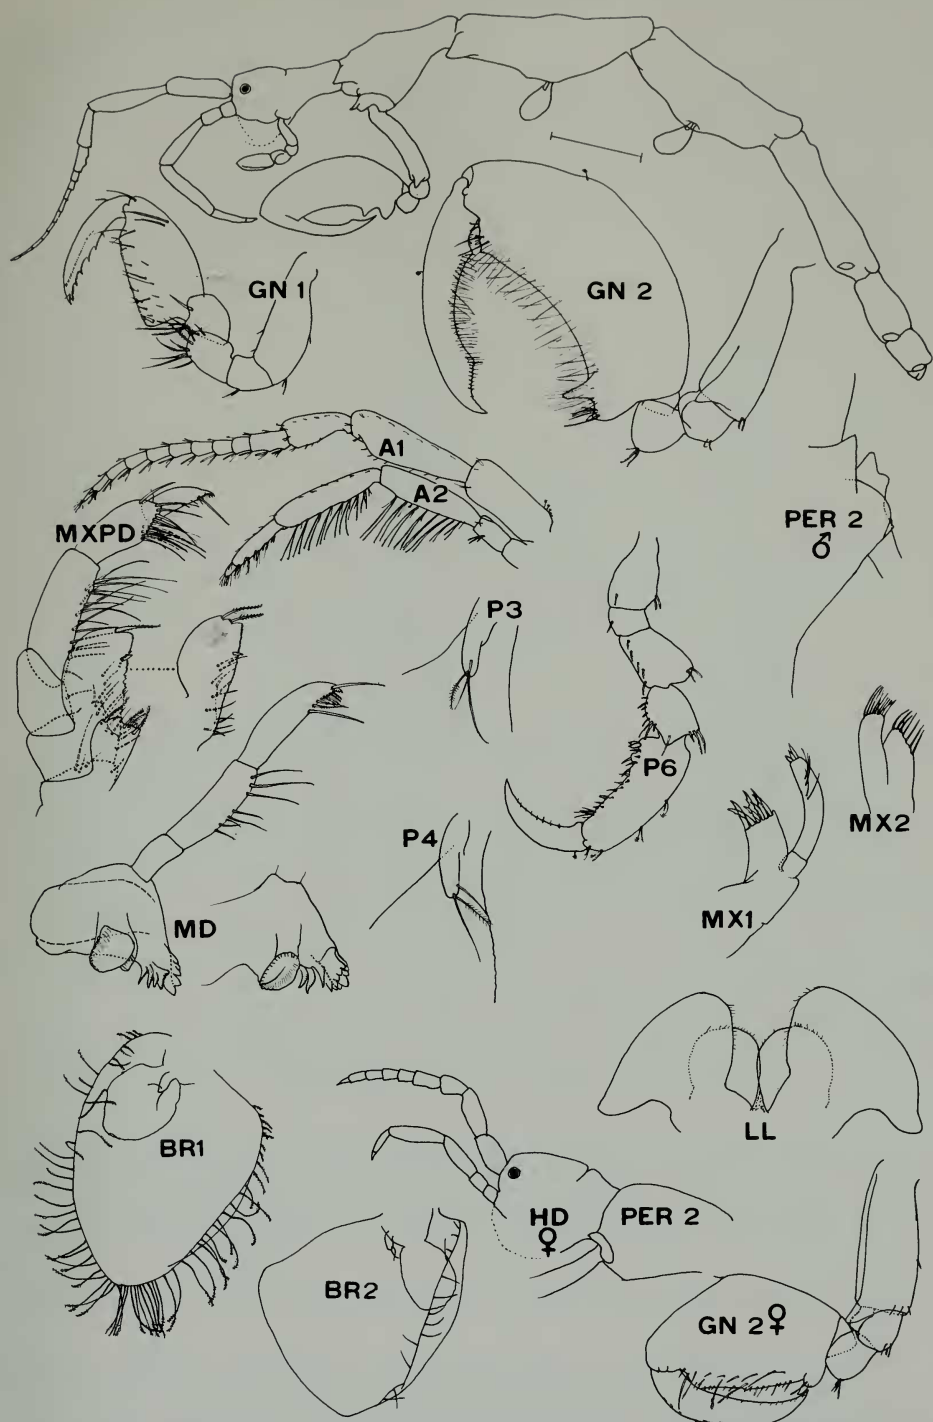 GN 1
GN 2
A1
A2
MXPD
PER 2
♂
P3
P6
MX2
P4
MX1
MD
LL
BR1
HD
♀
PER 2
BR2
GN 2♀